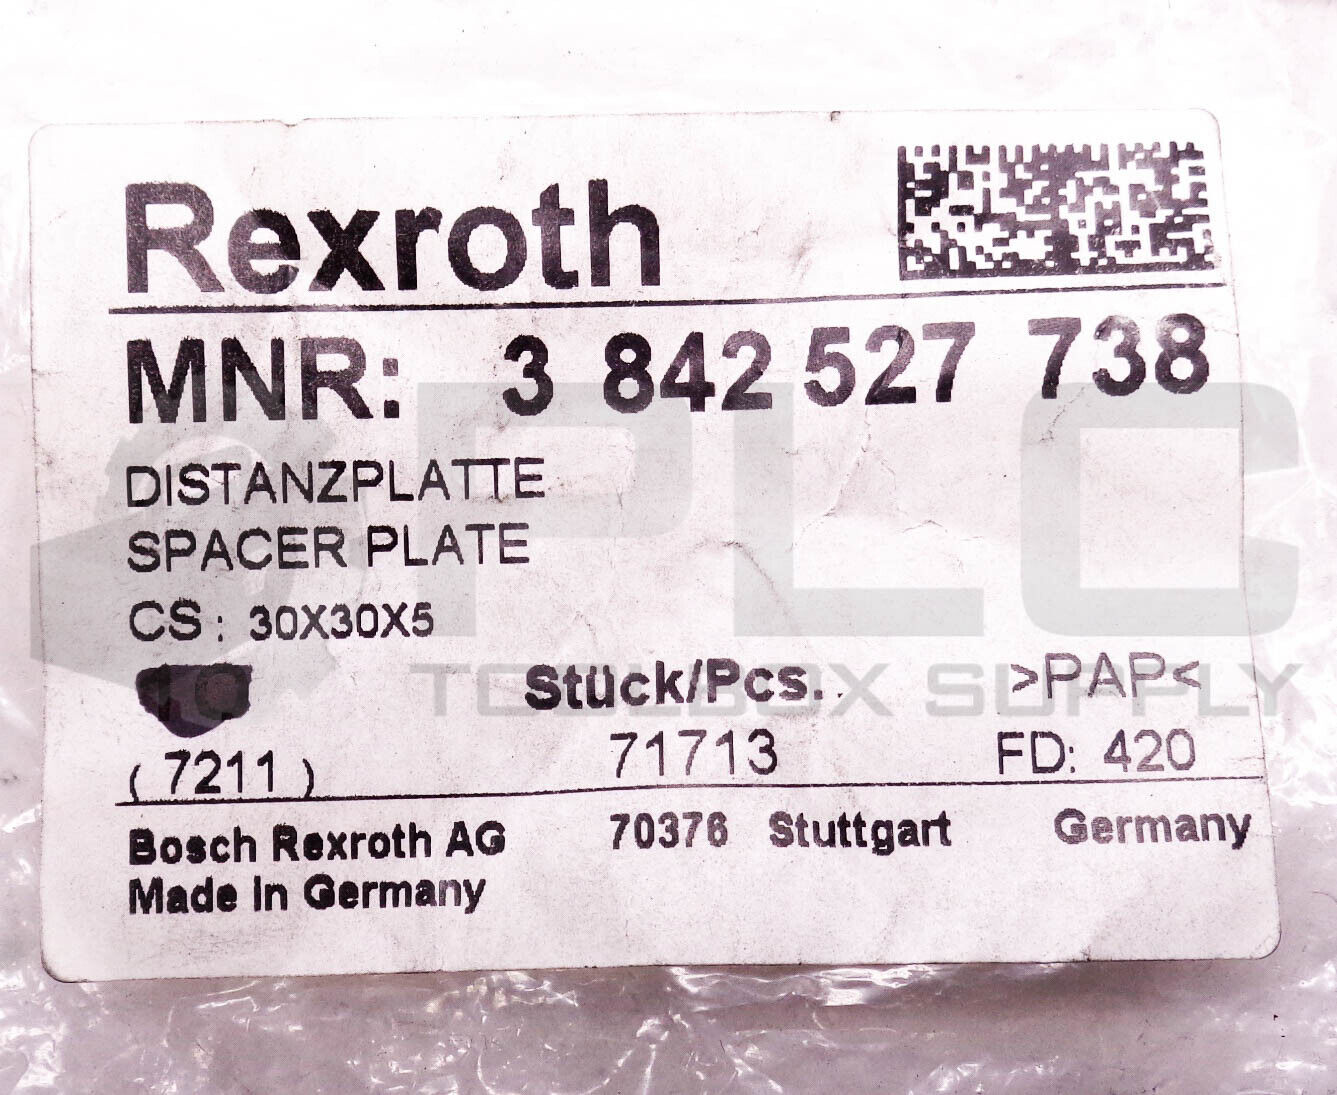 Rexroth
MNR: 3 842 527 738
DISTANZPLATTE
SPACER PLATE
CS: 30X30X5
Stück/Pcs. >PAP<
(7211) 71713 FD: 420
Bosch Rexroth AG 70376 Stuttgart Germany
Made In Germany
PLC
TOOLBOX SUPPLY